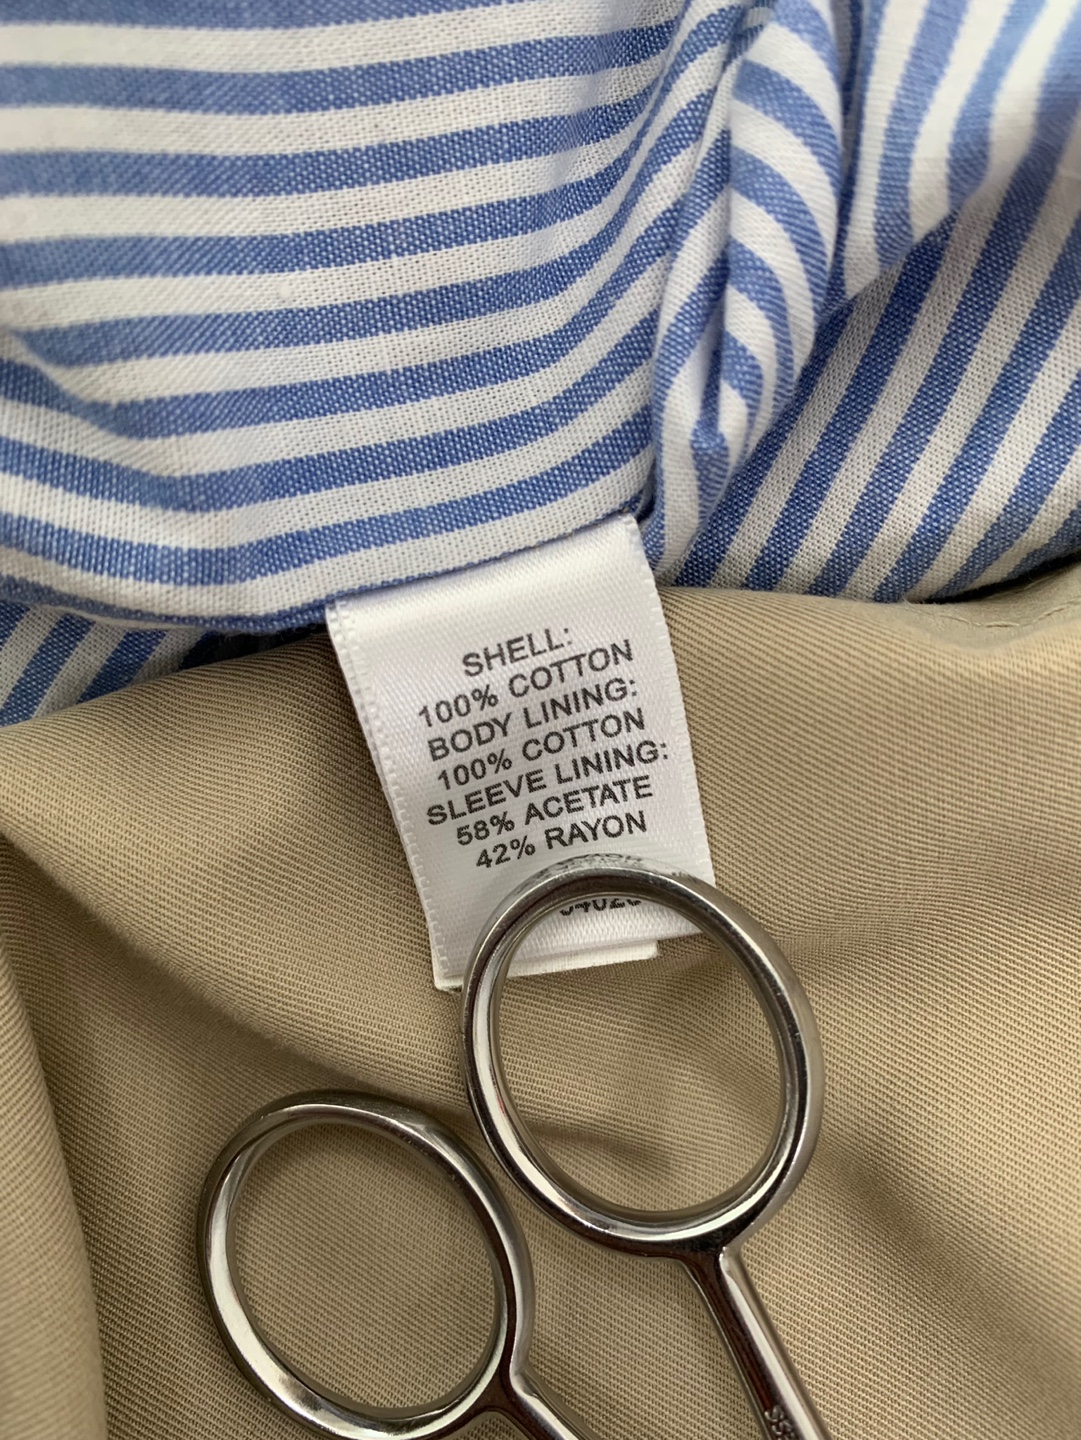 SHELL:
100% COTTON
BODY LINING:
100% COTTON
SLEEVE LINING:
58% ACETATE
42% RAYON